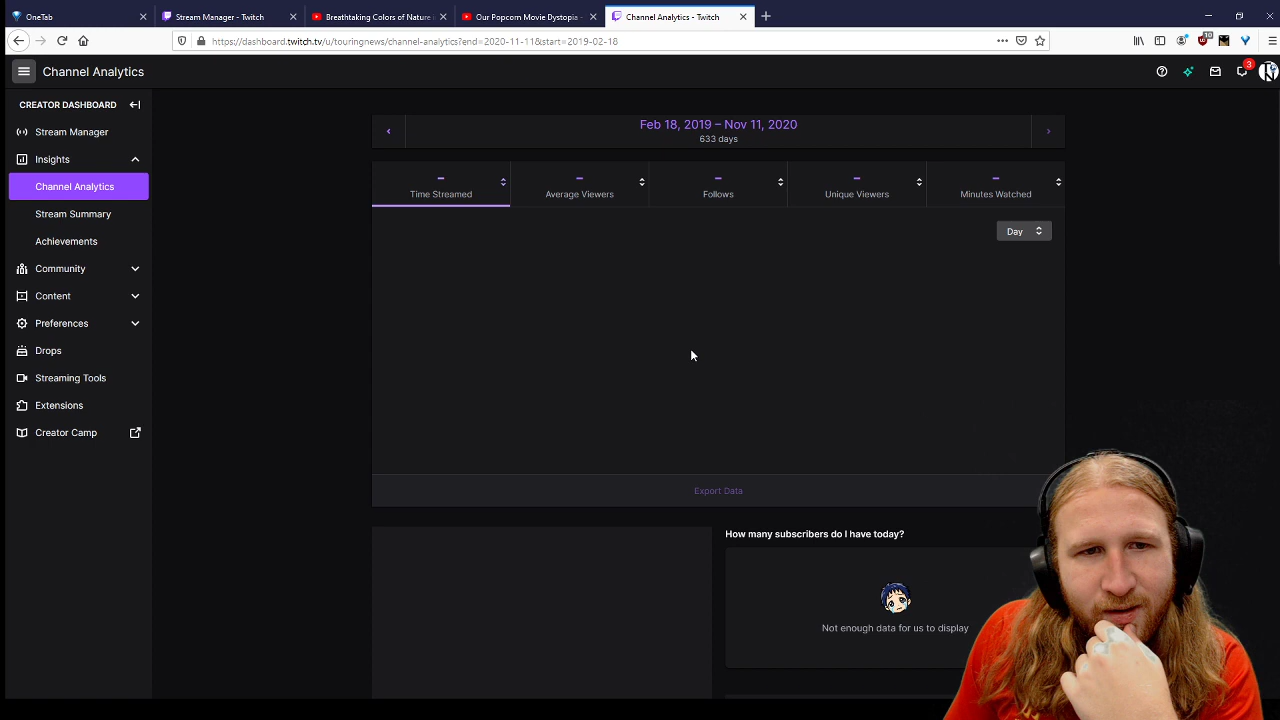 OneTab
Stream Manager - Twitch
Breathtaking Colors of Nature
Our Popcorn Movie Dystopia -
Channel Analytics - Twitch
https://dashboard.twitch.tv/u/touringnews/channel-analytics?end=2020-11-11&start=2019-02-18
10
Channel Analytics
3
CREATOR DASHBOARD
Stream Manager
Insights
Channel Analytics
Stream Summary
Achievements
Community
Content
Preferences
Drops
Streaming Tools
Extensions
Creator Camp
Feb 18, 2019 – Nov 11, 2020
633 days
– – – – –
Time Streamed Average Viewers Follows Unique Viewers Minutes Watched
Day
Export Data
How many subscribers do I have today?
Not enough data for us to display